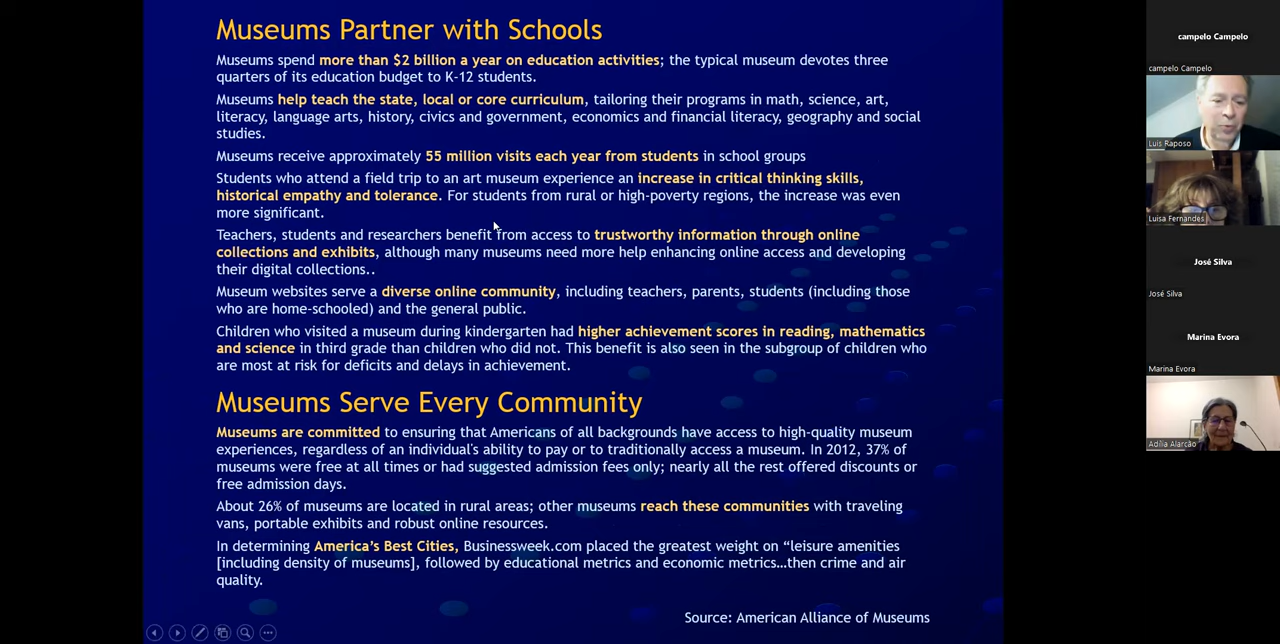 Museums Partner with Schools
Museums spend more than $2 billion a year on education activities; the typical museum devotes three
quarters of its education budget to K-12 students.
Museums help teach the state, local or core curriculum, tailoring their programs in math, science, art,
literacy, language arts, history, civics and government, economics and financial literacy, geography and social
studies.
Museums receive approximately 55 million visits each year from students in school groups
Students who attend a field trip to an art museum experience an increase in critical thinking skills,
historical empathy and tolerance. For students from rural or high-poverty regions, the increase was even
more significant.
Teachers, students and researchers benefit from access to trustworthy information through online
collections and exhibits, although many museums need more help enhancing online access and developing
their digital collections..
Museum websites serve a diverse online community, including teachers, parents, students (including those
who are home-schooled) and the general public.
Children who visited a museum during kindergarten had higher achievement scores in reading, mathematics
and science in third grade than children who did not. This benefit is also seen in the subgroup of children who
are most at risk for deficits and delays in achievement.
Museums Serve Every Community
Museums are committed to ensuring that Americans of all backgrounds have access to high-quality museum
experiences, regardless of an individual's ability to pay or to traditionally access a museum. In 2012, 37% of
museums were free at all times or had suggested admission fees only; nearly all the rest offered discounts or
free admission days.
About 26% of museums are located in rural areas; other museums reach these communities with traveling
vans, portable exhibits and robust online resources.
In determining America's Best Cities, Businessweek.com placed the greatest weight on “leisure amenities
[including density of museums], followed by educational metrics and economic metrics…then crime and air
quality.
Source: American Alliance of Museums
campelo Campelo
campelo Campelo
Luis Raposo
Luisa Fernandes
José Silva
José Silva
Marina Evora
Marina Evora
Adília Alarcão